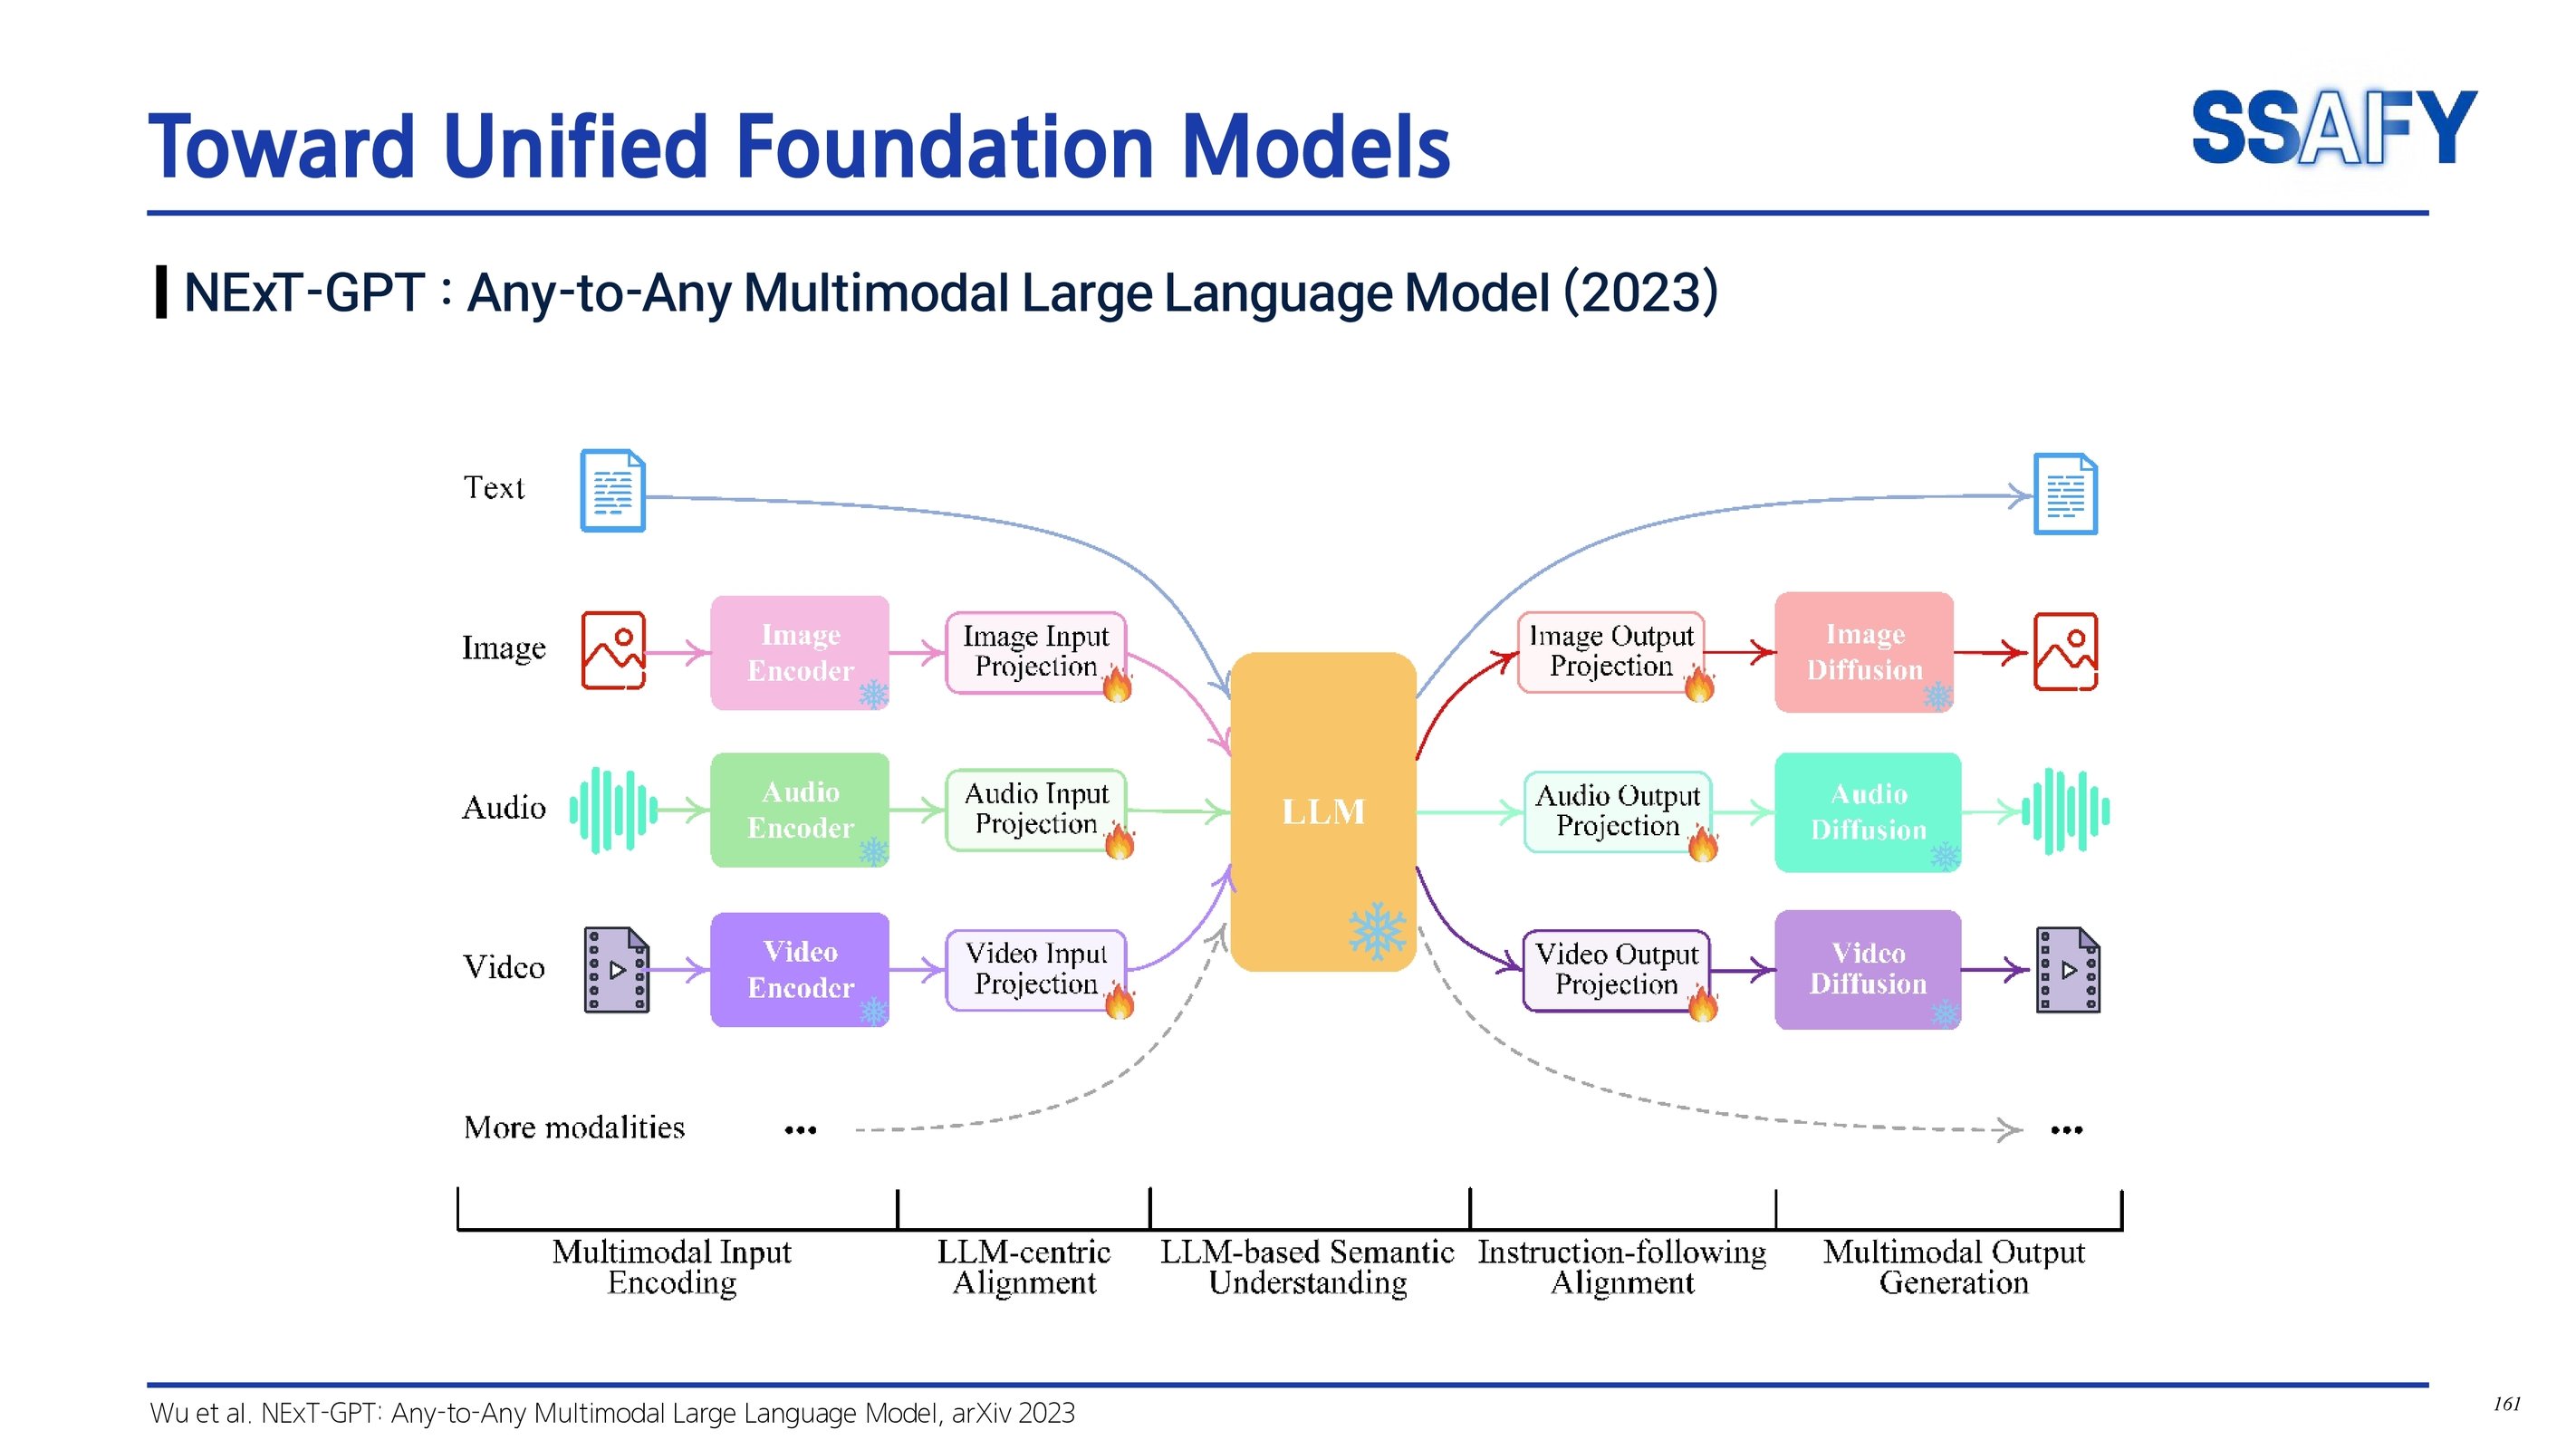 Toward Unified Foundation Models
SSAFY
NExT-GPT : Any-to-Any Multimodal Large Language Model (2023)
Text
Image
Image
Encoder
Image Input
Projection
LLM
Image Output
Projection
Image
Diffusion
Audio
Audio
Encoder
Audio Input
Projection
Audio Output
Projection
Audio
Diffusion
Video
Video
Encoder
Video Input
Projection
Video Output
Projection
Video
Diffusion
More modalities ...
...
Multimodal Input
Encoding
LLM-centric
Alignment
LLM-based Semantic
Understanding
Instruction-following
Alignment
Multimodal Output
Generation
Wu et al. NExT-GPT: Any-to-Any Multimodal Large Language Model, arXiv 2023
161